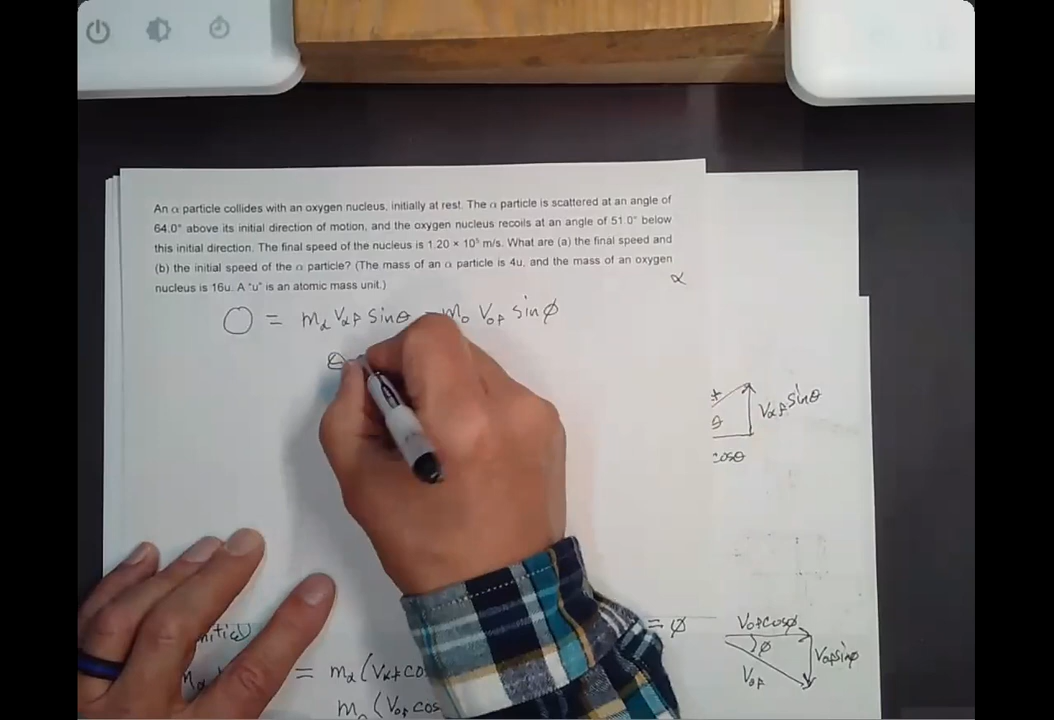 An α particle collides with an oxygen nucleus, initially at rest. The α particle is scattered at an angle of
64.0° above its initial direction of motion, and the oxygen nucleus recoils at an angle of 51.0° below
this initial direction. The final speed of the nucleus is 1.20 × 10⁵ m/s. What are (a) the final speed and
(b) the initial speed of the α particle? (The mass of an α particle is 4u, and the mass of an oxygen
nucleus is 16u. A "u" is an atomic mass unit.)
α
0 = mα Vαf sinθ - mo Vof sinϕ
θ
Vαf sinθ
θ
cosθ
= ϕ
Vof cosϕ
ϕ
Vof sinϕ
Vof
= mα (Vαf co
mo (Vof cos